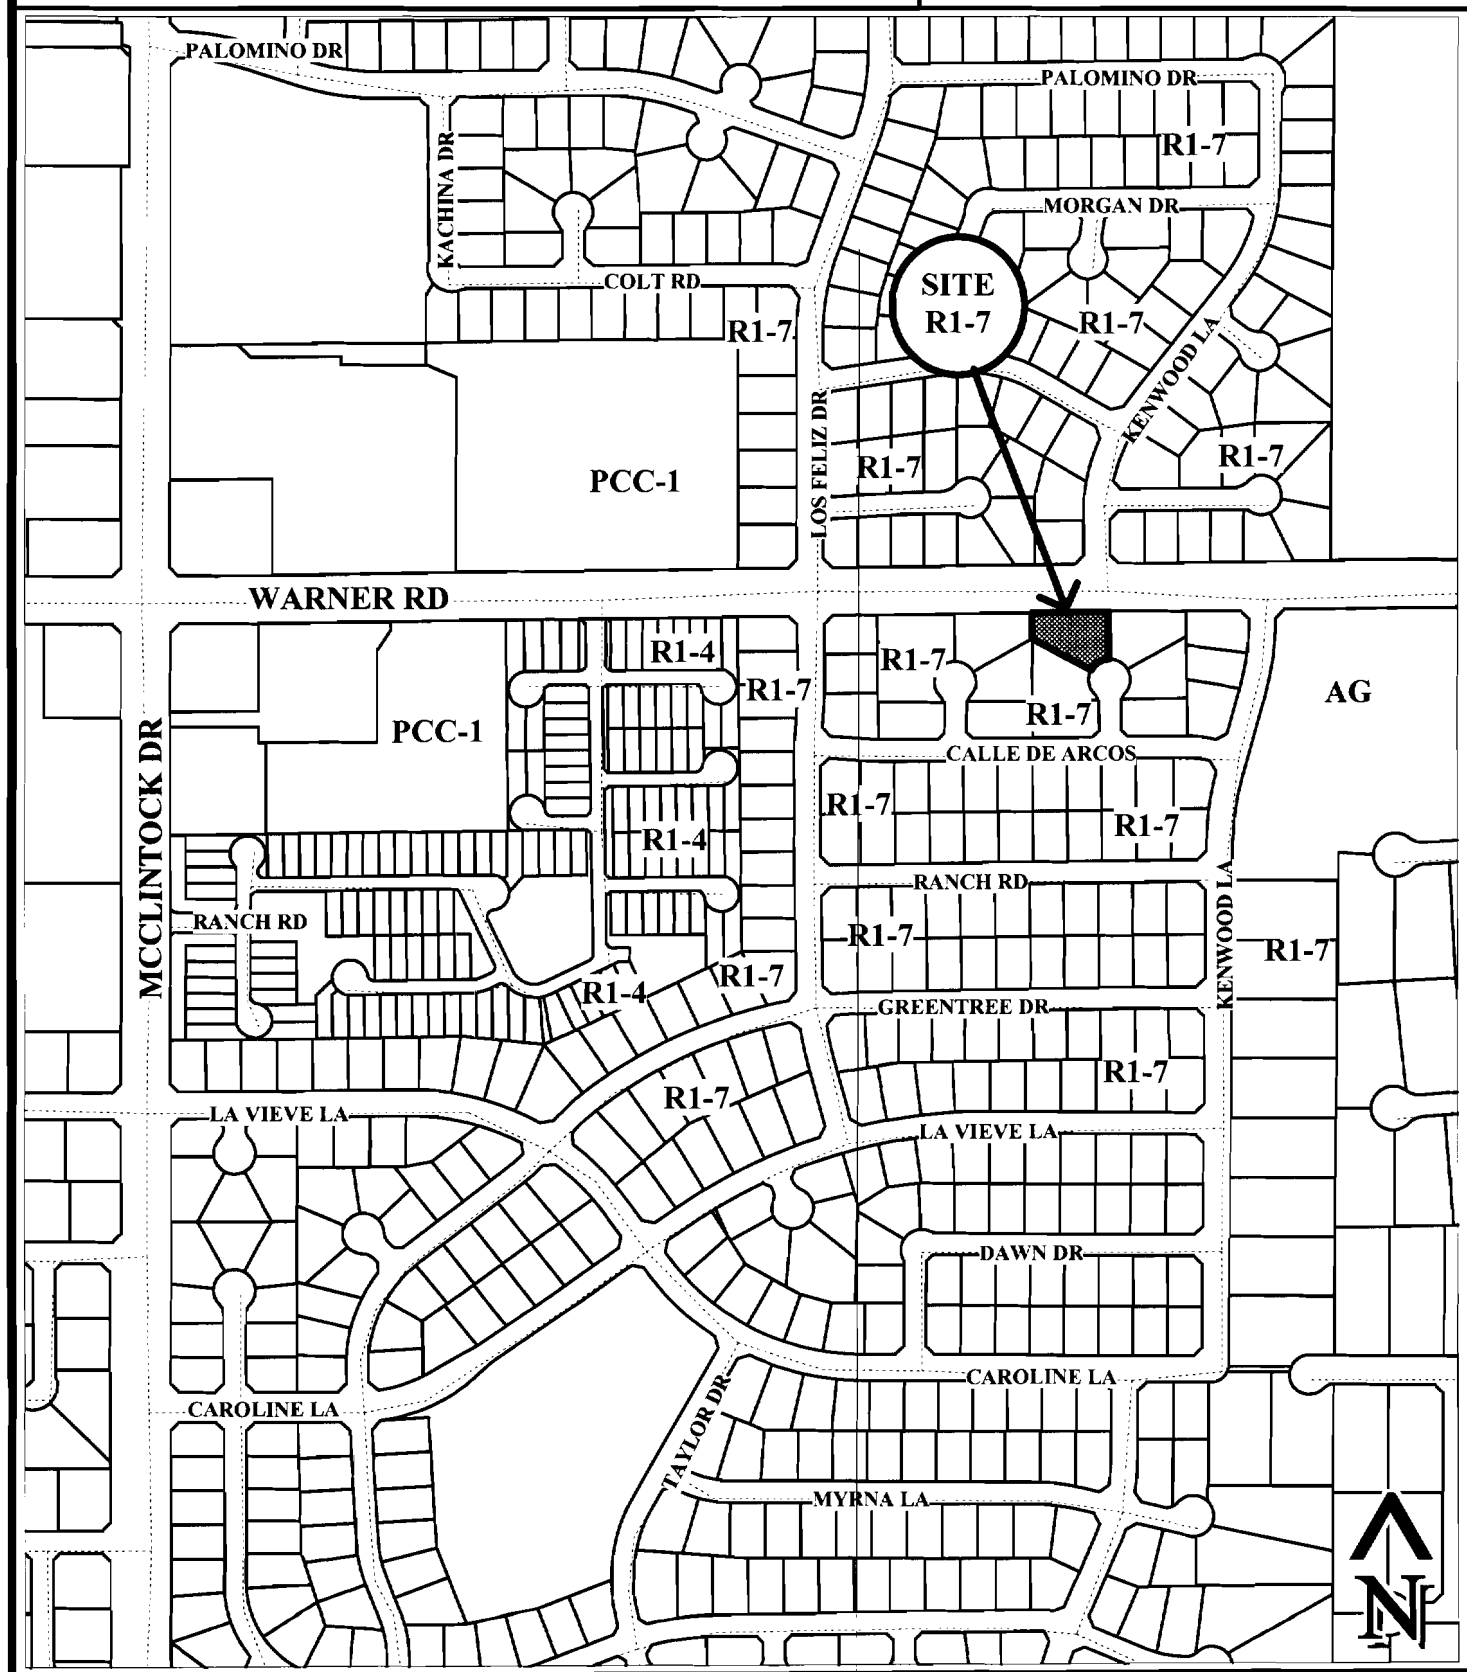 PALOMINO DR
PALOMINO DR
R1-7
KACHINA DR
MORGAN DR
COLT RD
SITE
R1-7
R1-7
R1-7
KENWOOD LA
LOS FELIZ DR
R1-7
R1-7
PCC-1
WARNER RD
R1-4
R1-7
R1-7
R1-7
AG
PCC-1
MCCLINTOCK DR
CALLE DE ARCOS
R1-7
R1-7
R1-4
RANCH RD
RANCH RD
KENWOOD LA
R1-7
R1-7
R1-7
R1-4
GREENTREE DR
R1-7
R1-7
LA VIEVE LA
LA VIEVE LA
DAWN DR
CAROLINE LA
CAROLINE LA
TAYLOR DR
MYRNA LA
N